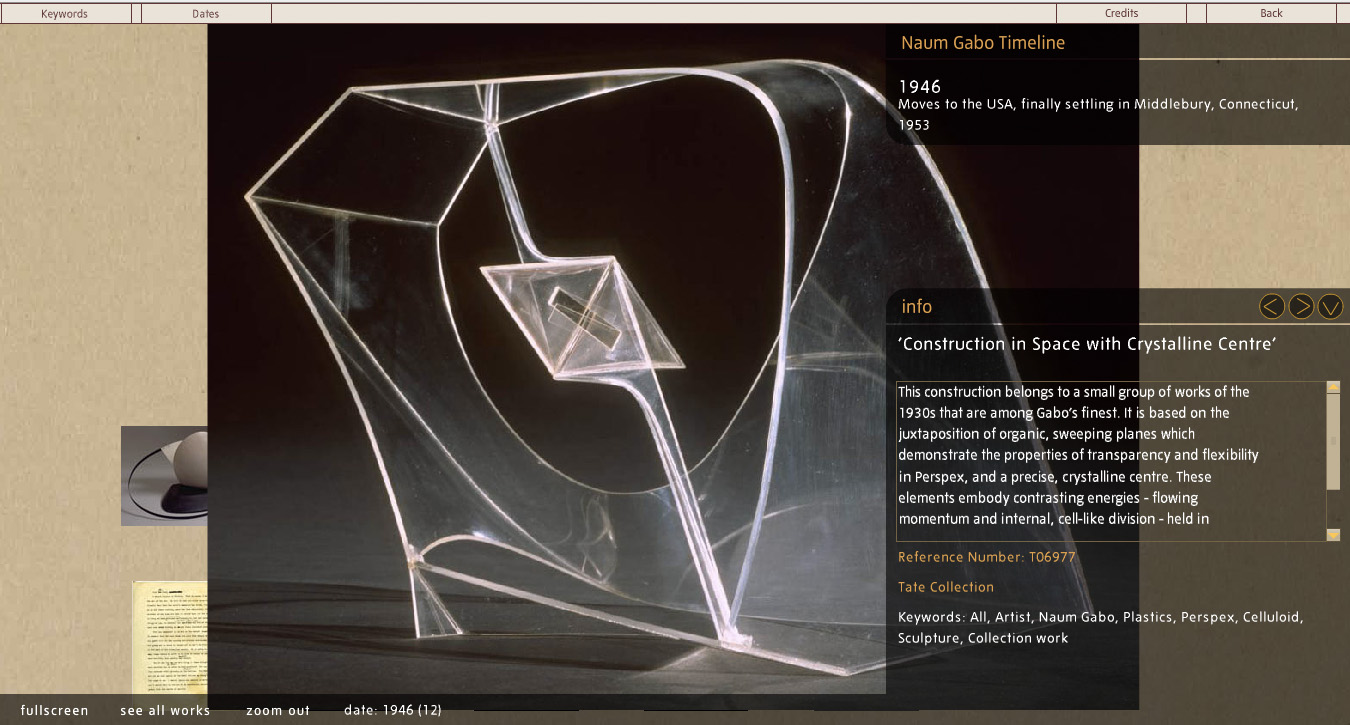 Keywords
Dates
Credits
Back
Naum Gabo Timeline
1946
Moves to the USA, finally settling in Middlebury, Connecticut,
1953
info
‘Construction in Space with Crystalline Centre’
This construction belongs to a small group of works of the
1930s that are among Gabo’s finest. It is based on the
juxtaposition of organic, sweeping planes which
demonstrate the properties of transparency and flexibility
in Perspex, and a precise, crystalline centre. These
elements embody contrasting energies - flowing
momentum and internal, cell-like division - held in
Reference Number: T06977
Tate Collection
Keywords: All, Artist, Naum Gabo, Plastics, Perspex, Celluloid,
Sculpture, Collection work
fullscreen
see all works
zoom out
date: 1946 (12)